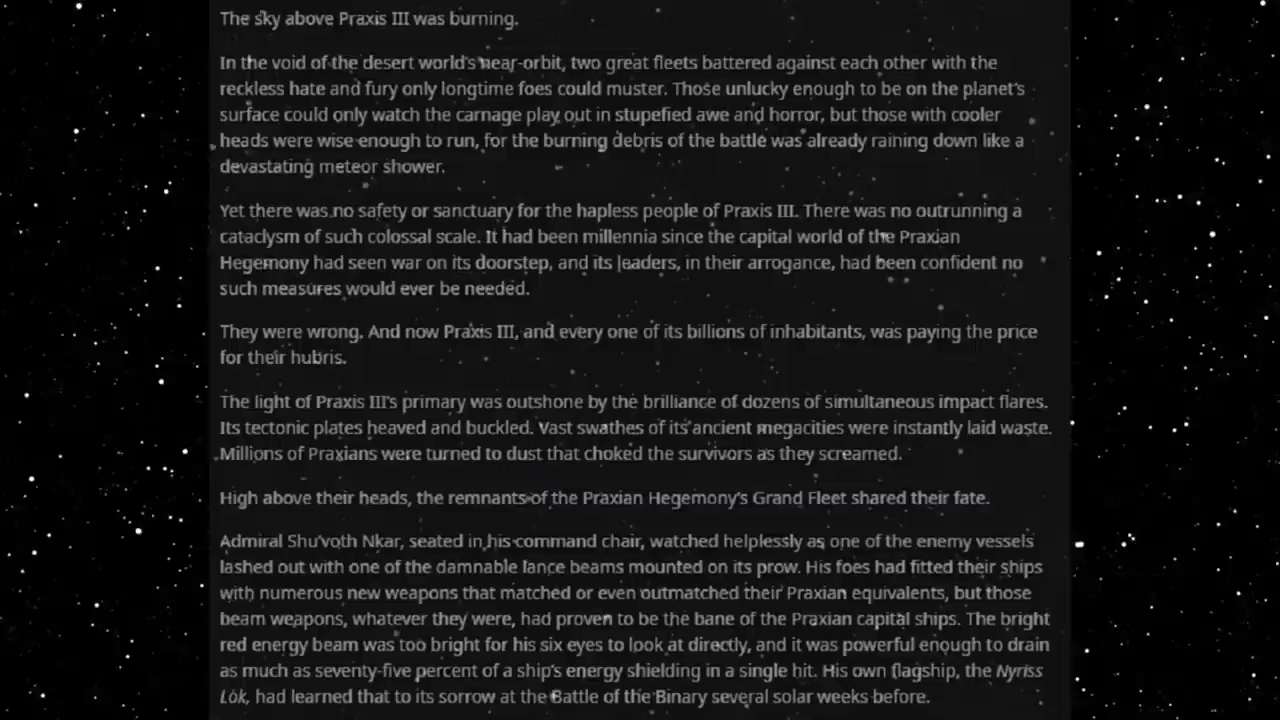 The sky above Praxis III was burning.
In the void of the desert world's near-orbit, two great fleets battered against each other with the
reckless hate and fury only longtime foes could muster. Those unlucky enough to be on the planet's
surface could only watch the carnage play out in stupefied awe and horror, but those with cooler
heads were wise enough to run, for the burning debris of the battle was already raining down like a
devastating meteor shower.
Yet there was no safety or sanctuary for the hapless people of Praxis III. There was no outrunning a
cataclysm of such colossal scale. It had been millennia since the capital world of the Praxian
Hegemony had seen war on its doorstep, and its leaders, in their arrogance, had been confident no
such measures would ever be needed.
They were wrong. And now Praxis III, and every one of its billions of inhabitants, was paying the price
for their hubris.
The light of Praxis III's primary was outshone by the brilliance of dozens of simultaneous impact flares.
Its tectonic plates heaved and buckled. Vast swathes of its ancient megacities were instantly laid waste.
Millions of Praxians were turned to dust that choked the survivors as they screamed.
High above their heads, the remnants of the Praxian Hegemony's Grand Fleet shared their fate.
Admiral Shu'voth Nkar, seated in his command chair, watched helplessly as one of the enemy vessels
lashed out with one of the damnable lance beams mounted on its prow. His foes had fitted their ships
with numerous new weapons that matched or even outmatched their Praxian equivalents, but those
beam weapons, whatever they were, had proven to be the bane of the Praxian capital ships. The bright
red energy beam was too bright for his six eyes to look at directly, and it was powerful enough to drain
as much as seventy-five percent of a ship's energy shielding in a single hit. His own flagship, the Nyriss
Lok, had learned that to its sorrow at the Battle of the Binary several solar weeks before.